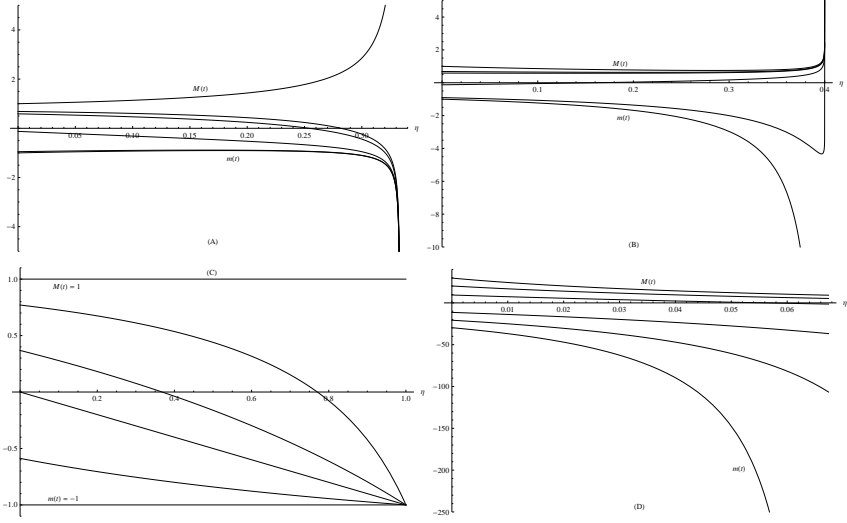 4
2
-2
-4
0.05
0.10
0.15
0.20
0.25
0.30
η
M(t)
m(t)
(A)
4
2
-2
-4
-6
-8
-10
0.1
0.2
0.3
0.4
η
M(t)
m(t)
(B)
(C)
1.0
0.5
-0.5
-1.0
0.2
0.4
0.6
0.8
1.0
η
M(t) = 1
m(t) = -1
M(t)
0.01
0.02
0.03
0.04
0.05
0.06
η
-50
-100
-150
-200
-250
m(t)
(D)